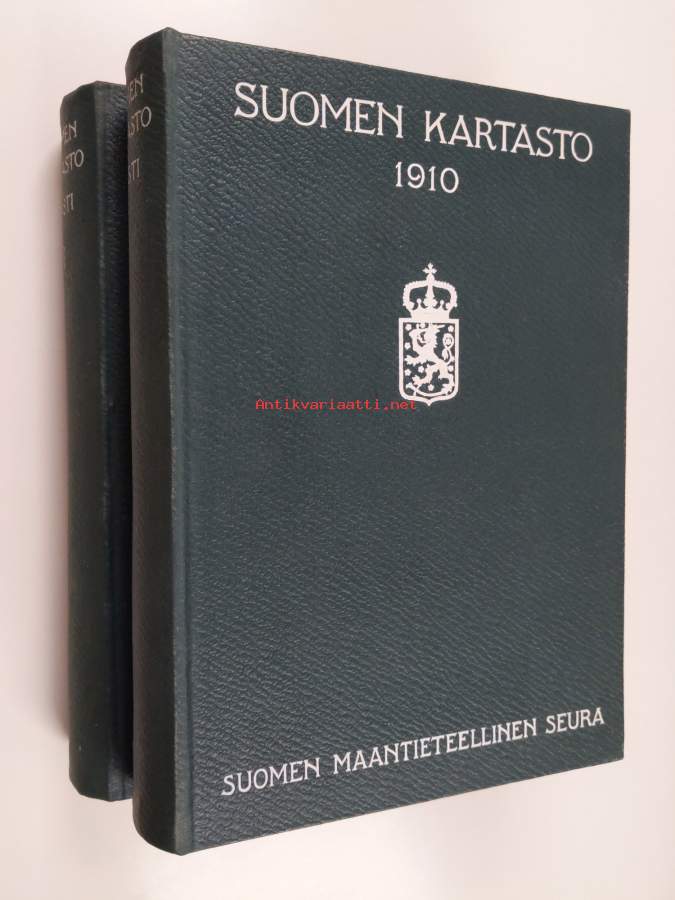 SUOMEN KARTASTO
1910
Antikvariaatti.net
SUOMEN MAANTIETEELLINEN SEURA